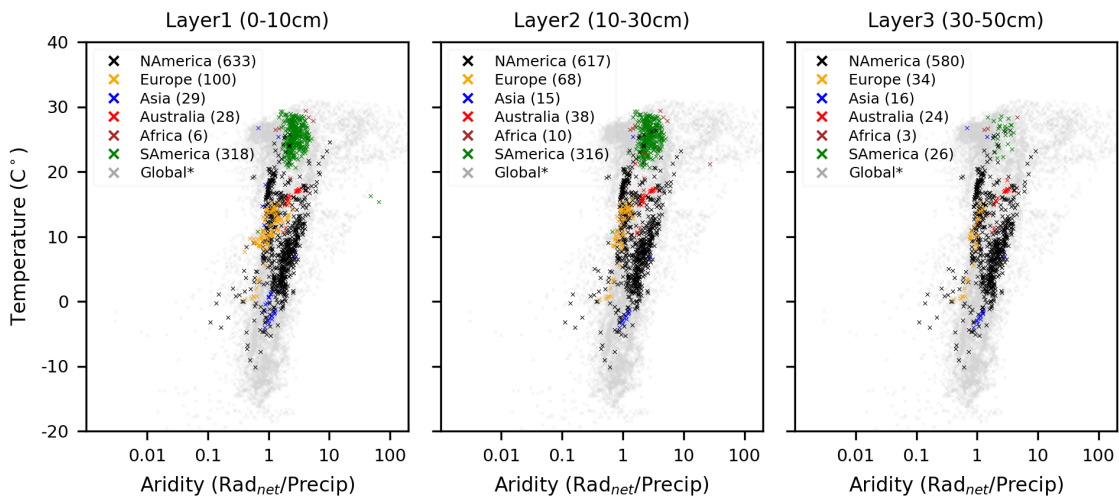 Layer1 (0-10cm)
Layer2 (10-30cm)
Layer3 (30-50cm)
Temperature (C°)
40
30
20
10
0
-10
-20
NAmerica (633)
Europe (100)
Asia (29)
Australia (28)
Africa (6)
SAmerica (318)
Global*
NAmerica (617)
Europe (68)
Asia (15)
Australia (38)
Africa (10)
SAmerica (316)
Global*
NAmerica (580)
Europe (34)
Asia (16)
Australia (24)
Africa (3)
SAmerica (26)
Global*
0.01 0.1 1 10 100
0.01 0.1 1 10 100
0.01 0.1 1 10 100
Aridity (Rad_net/Precip)
Aridity (Rad_net/Precip)
Aridity (Rad_net/Precip)